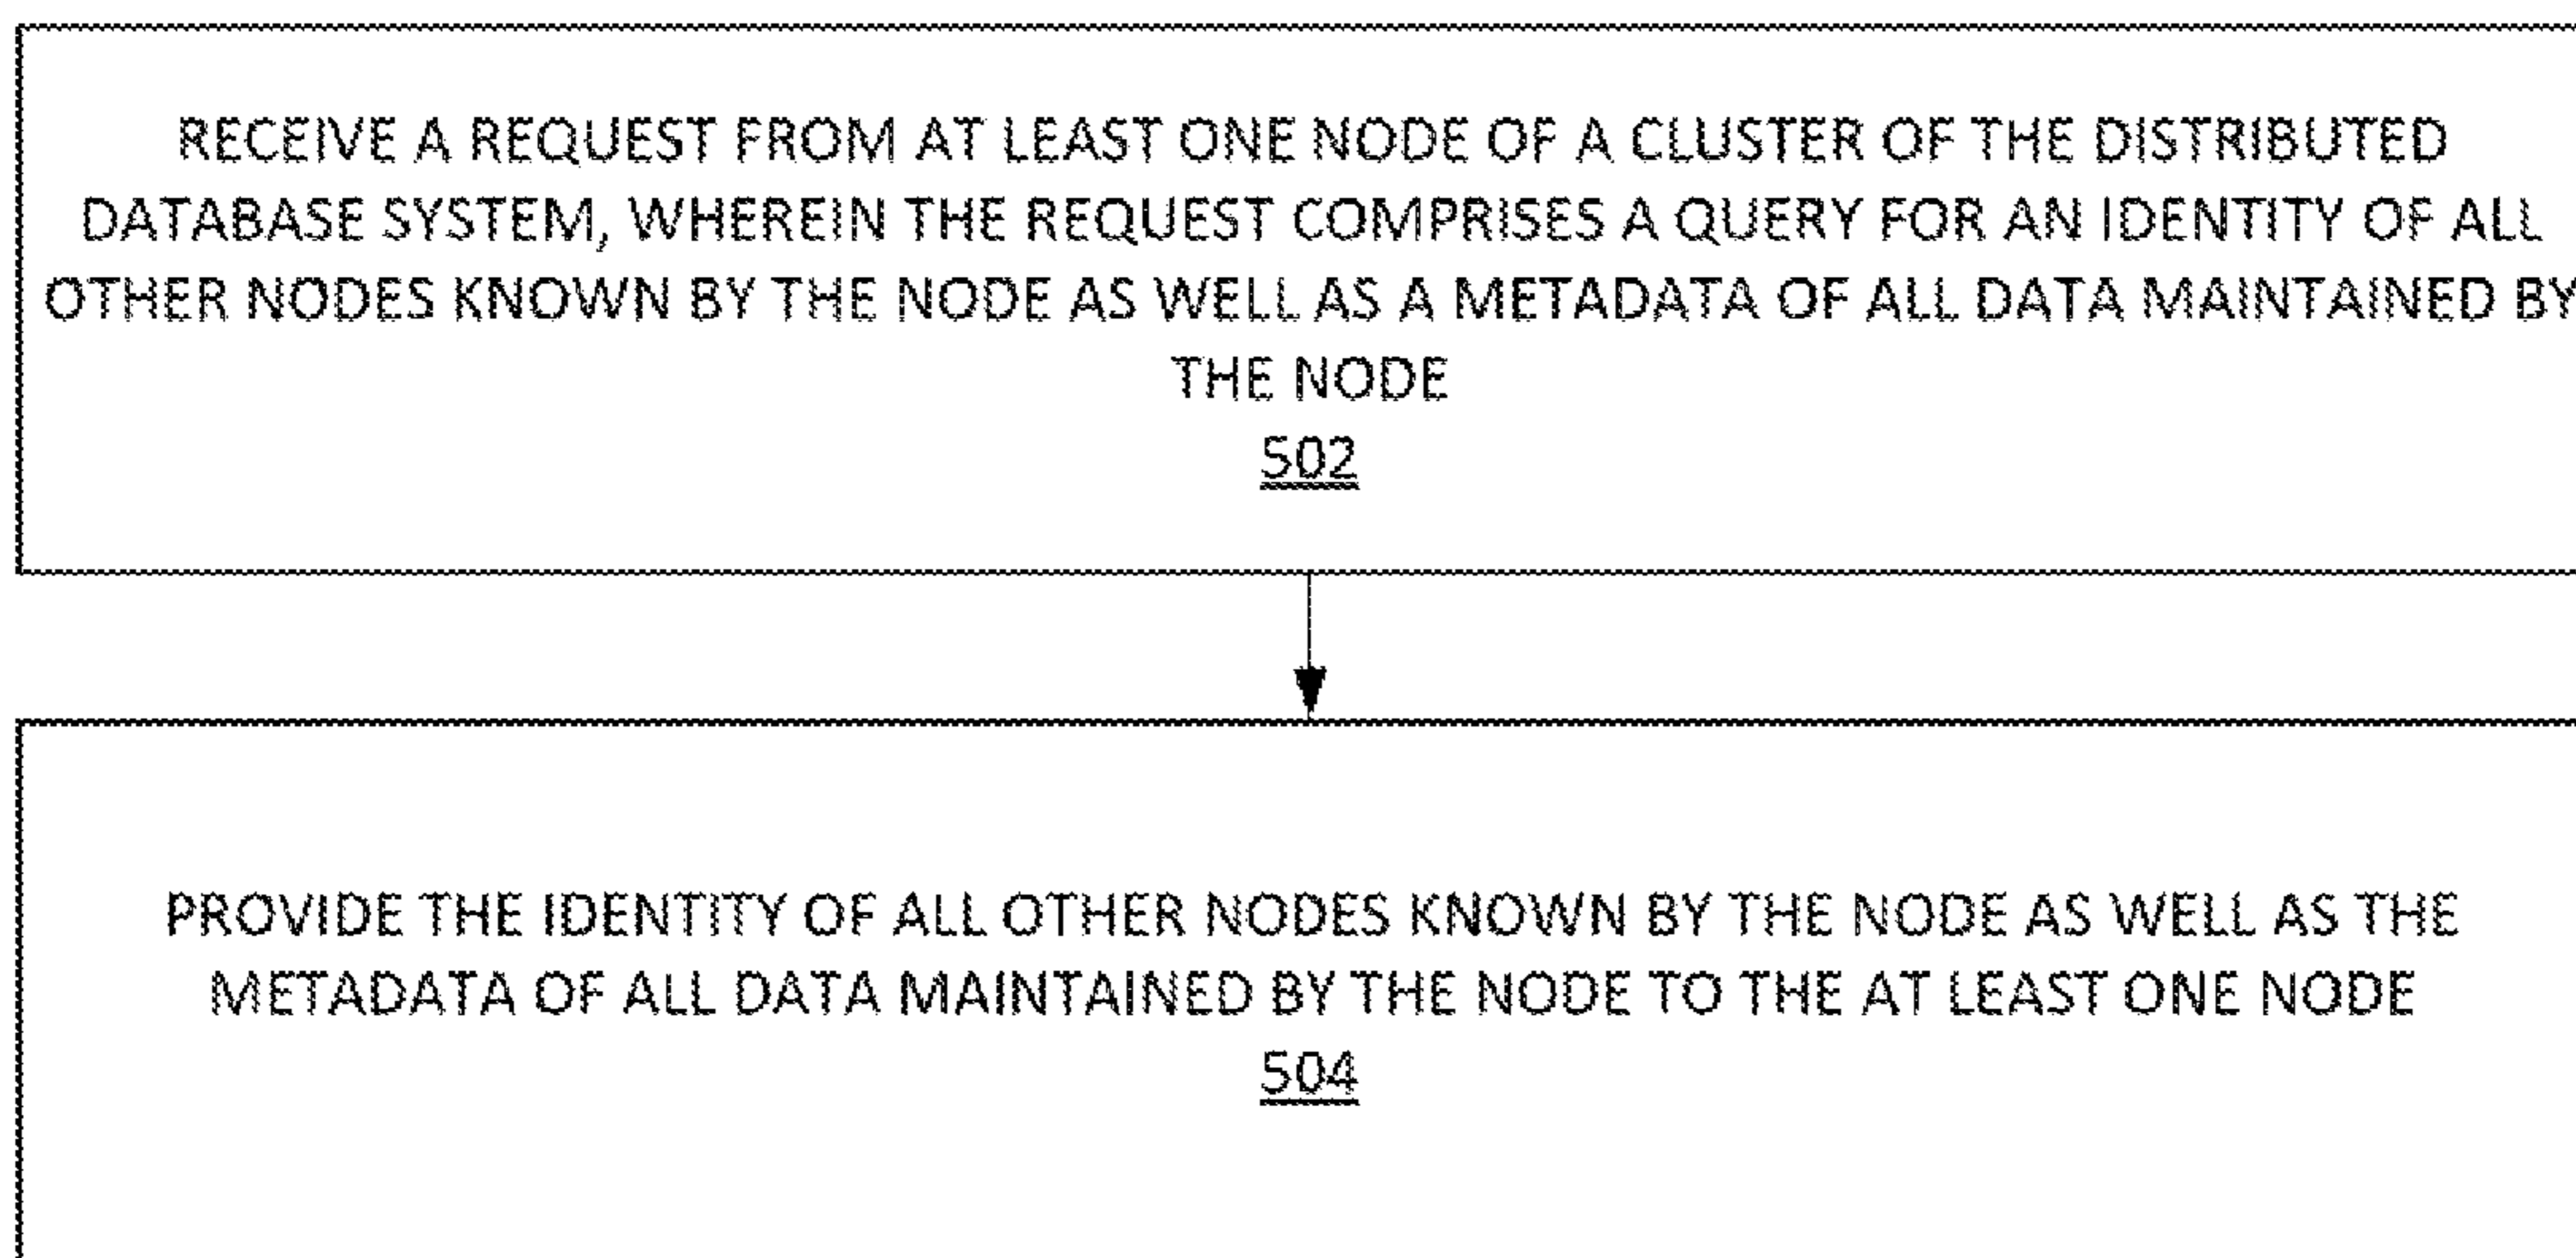 RECEIVE A REQUEST FROM AT LEAST ONE NODE OF A CLUSTER OF THE DISTRIBUTED
DATABASE SYSTEM, WHEREIN THE REQUEST COMPRISES A QUERY FOR AN IDENTITY OF ALL
OTHER NODES KNOWN BY THE NODE AS WELL AS A METADATA OF ALL DATA MAINTAINED BY
THE NODE
502
PROVIDE THE IDENTITY OF ALL OTHER NODES KNOWN BY THE NODE AS WELL AS THE
METADATA OF ALL DATA MAINTAINED BY THE NODE TO THE AT LEAST ONE NODE
504